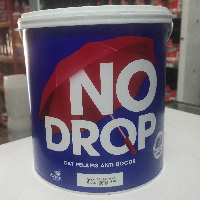 NO
DROP
CAT PELAPIS ANTI BOCOR